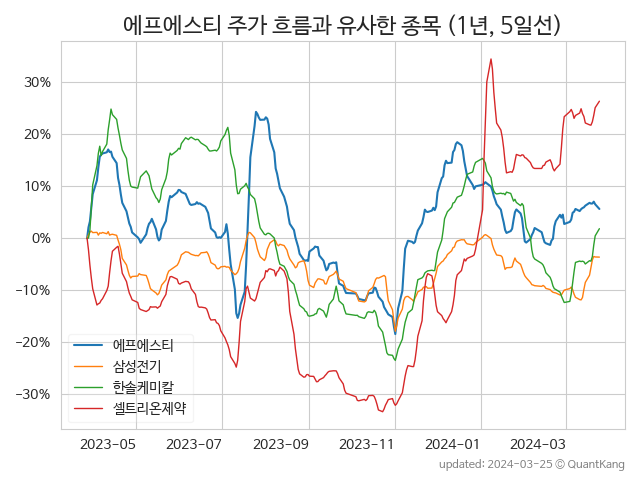 에프에스티 주가 흐름과 유사한 종목 (1년, 5일선)
30%
20%
10%
0%
−10%
−20%
−30%
에프에스티
삼성전기
한솔케미칼
셀트리온제약
2023-05 2023-07 2023-09 2023-11 2024-01 2024-03
updated: 2024-03-25 © QuantKang